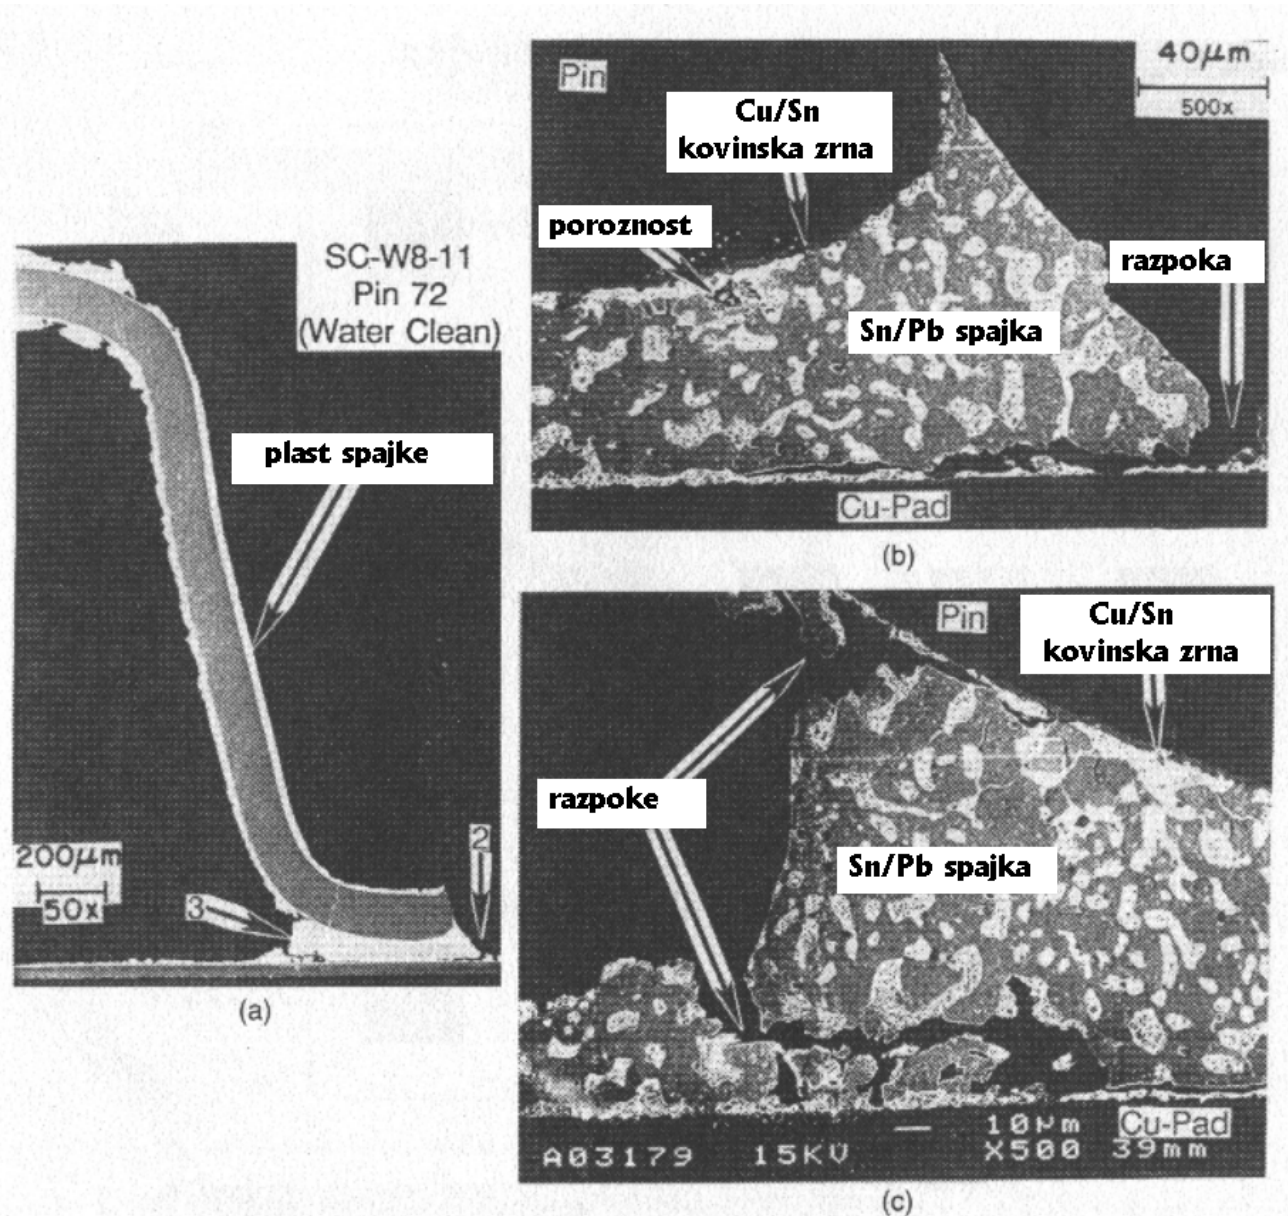 SC-W8-11
Pin 72
(Water Clean)
plast spajke
200µm
50x
3
2
(a)
Pin
40µm
500x
Cu/Sn
kovinska zrna
poroznost
razpoka
Sn/Pb spajka
Cu-Pad
(b)
Pin
Cu/Sn
kovinska zrna
razpoke
Sn/Pb spajka
Cu-Pad
10µm
A03179 15KV X500 39mm
(c)